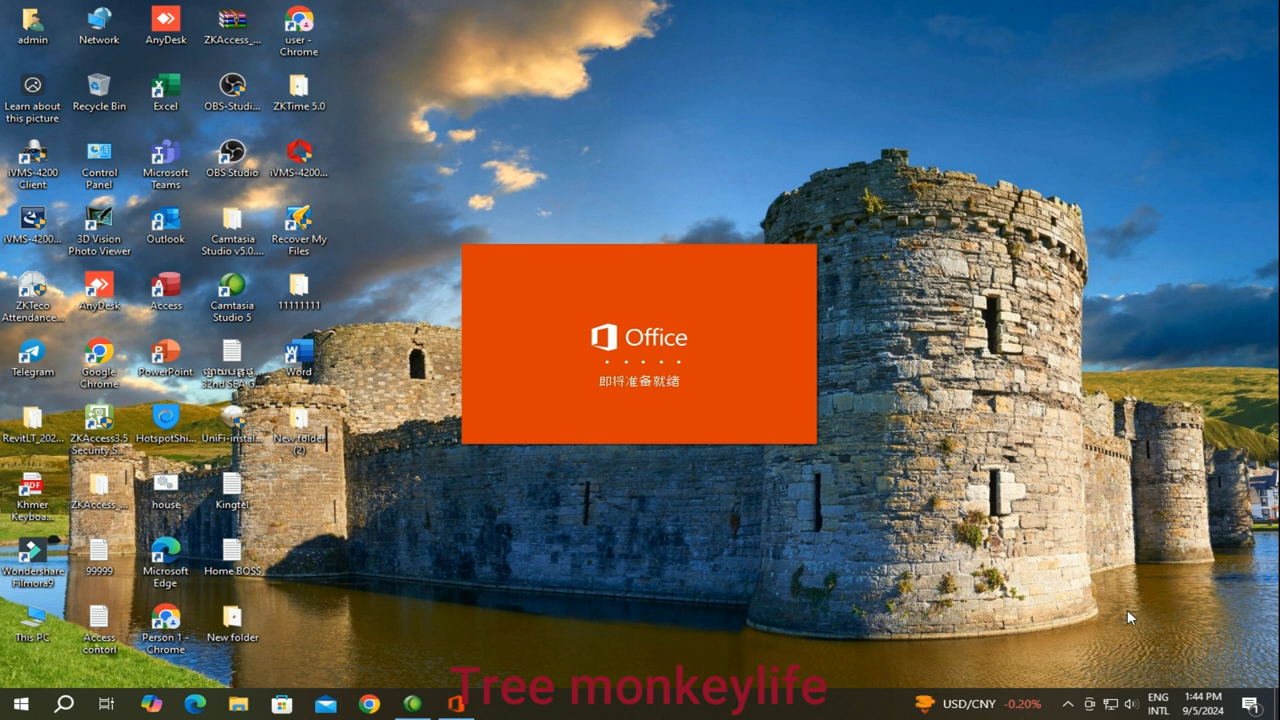 admin
Network
AnyDesk
ZKAccess_...
user -
Chrome
Learn about
this picture
Recycle Bin
Excel
OBS-Studi...
ZKTime 5.0
iVMS-4200
Client
Control
Panel
Microsoft
Teams
OBS Studio
iVMS-4200...
iVMS-4200...
3D Vision
Photo Viewer
Outlook
Camtasia
Studio v5.0....
Recover My
Files
ZKTeco
Attendance...
AnyDesk
Access
Camtasia
Studio 5
11111111
Telegram
Google
Chrome
PowerPoint
32nd SEA G...
Word
RevitLT_202...
ZKAccess3.5
Security S...
HotspotShi...
UniFi-instal...
New folder
(2)
Khmer
Keyboa...
ZKAccess_...
house
Kingtel
Wondershare
Filmora9
99999
Microsoft
Edge
Home BOSS
This PC
Access
contorl
Person 1 -
Chrome
New folder
Office
即将准备就绪
Tree monkeylife
USD/CNY -0.20%
ENG
INTL
1:44 PM
9/5/2024
1